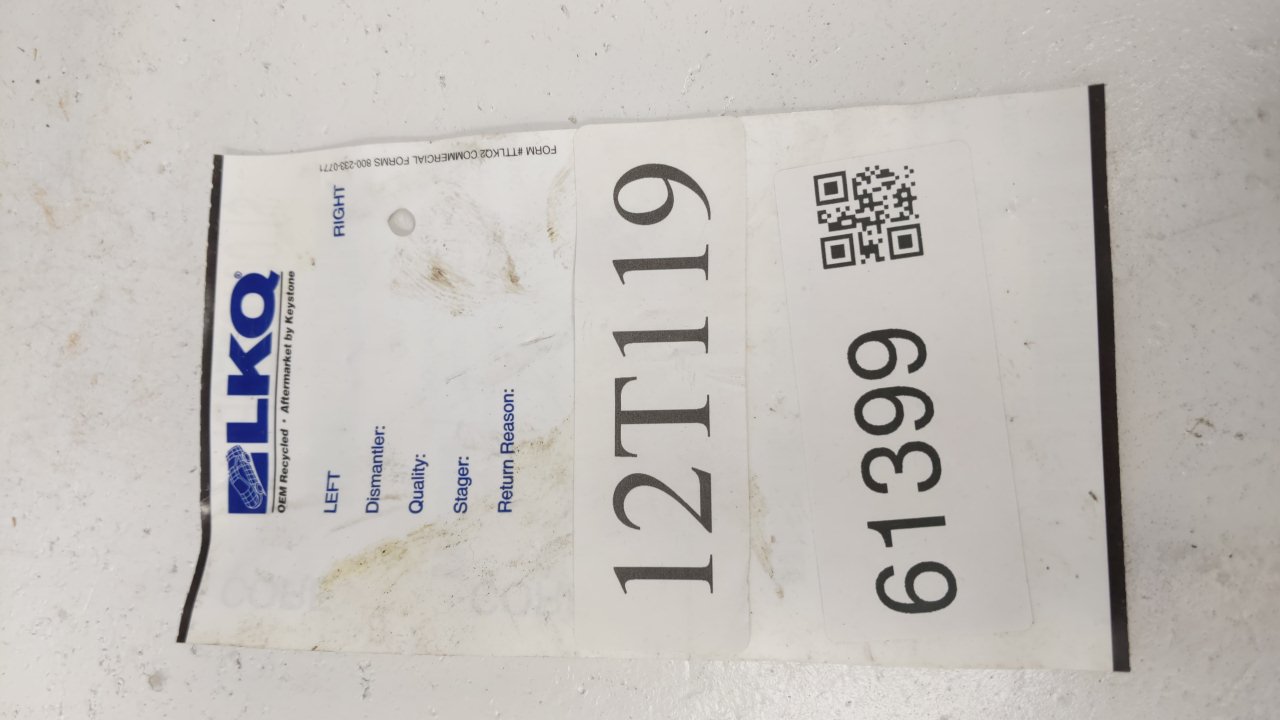 LKQ®
OEM Recycled • Aftermarket by Keystone
LEFT RIGHT
Dismantler:
Quality:
Stager:
Return Reason:
FORM #TTLKQ2 COMMERCIAL FORMS 800-233-0771
12T119
61399